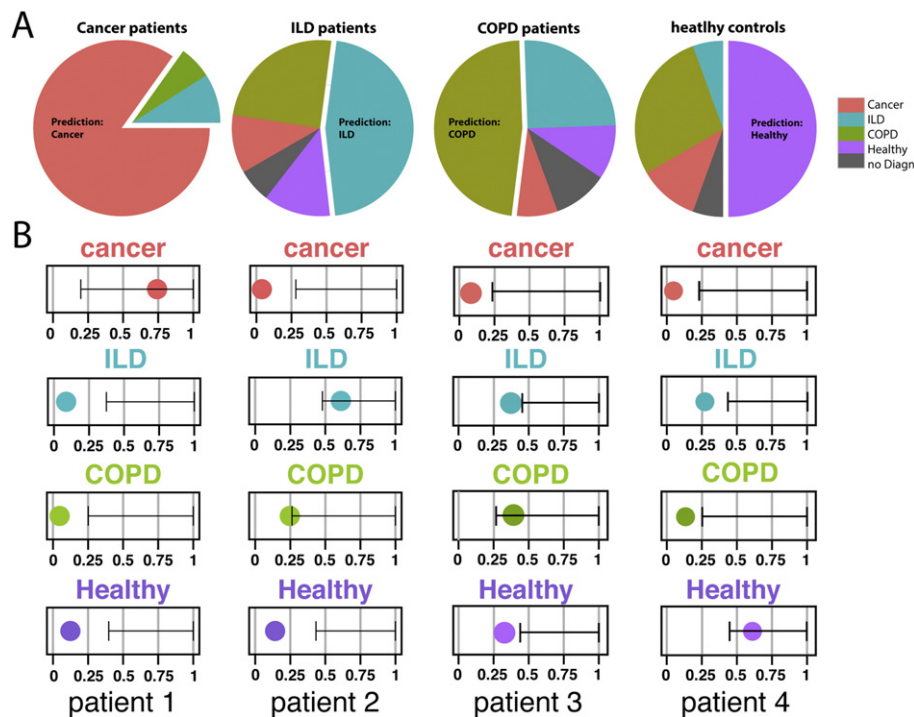 A
Cancer patients ILD patients COPD patients heatlhy controls
Prediction: Cancer
Prediction: ILD
Prediction: COPD
Prediction: Healthy
Cancer
ILD
COPD
Healthy
no Diagn
B
cancer cancer cancer cancer
0 0.25 0.5 0.75 1 0 0.25 0.5 0.75 1 0 0.25 0.5 0.75 1 0 0.25 0.5 0.75 1
ILD ILD ILD ILD
0 0.25 0.5 0.75 1 0 0.25 0.5 0.75 1 0 0.25 0.5 0.75 1 0 0.25 0.5 0.75 1
COPD COPD COPD COPD
0 0.25 0.5 0.75 1 0 0.25 0.5 0.75 1 0 0.25 0.5 0.75 1 0 0.25 0.5 0.75 1
Healthy Healthy Healthy Healthy
0 0.25 0.5 0.75 1 0 0.25 0.5 0.75 1 0 0.25 0.5 0.75 1 0 0.25 0.5 0.75 1
patient 1 patient 2 patient 3 patient 4